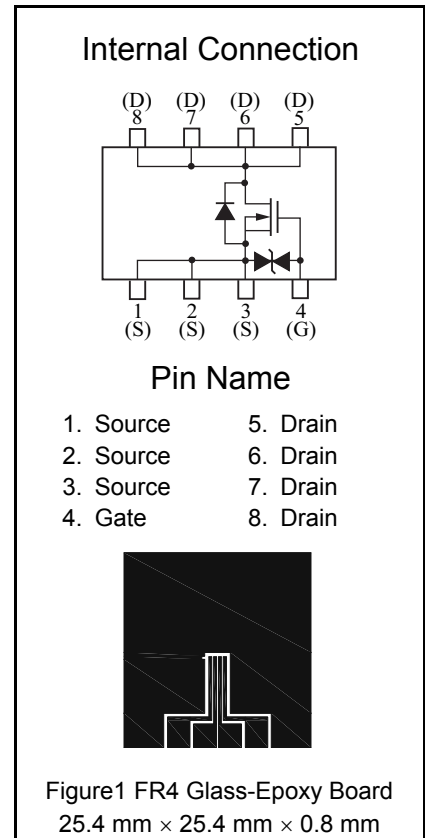 Internal Connection
(D) (D) (D) (D)
8 7 6 5
1 2 3 4
(S) (S) (S) (G)
Pin Name
1. Source 5. Drain
2. Source 6. Drain
3. Source 7. Drain
4. Gate 8. Drain
Figure1 FR4 Glass-Epoxy Board
25.4 mm × 25.4 mm × 0.8 mm